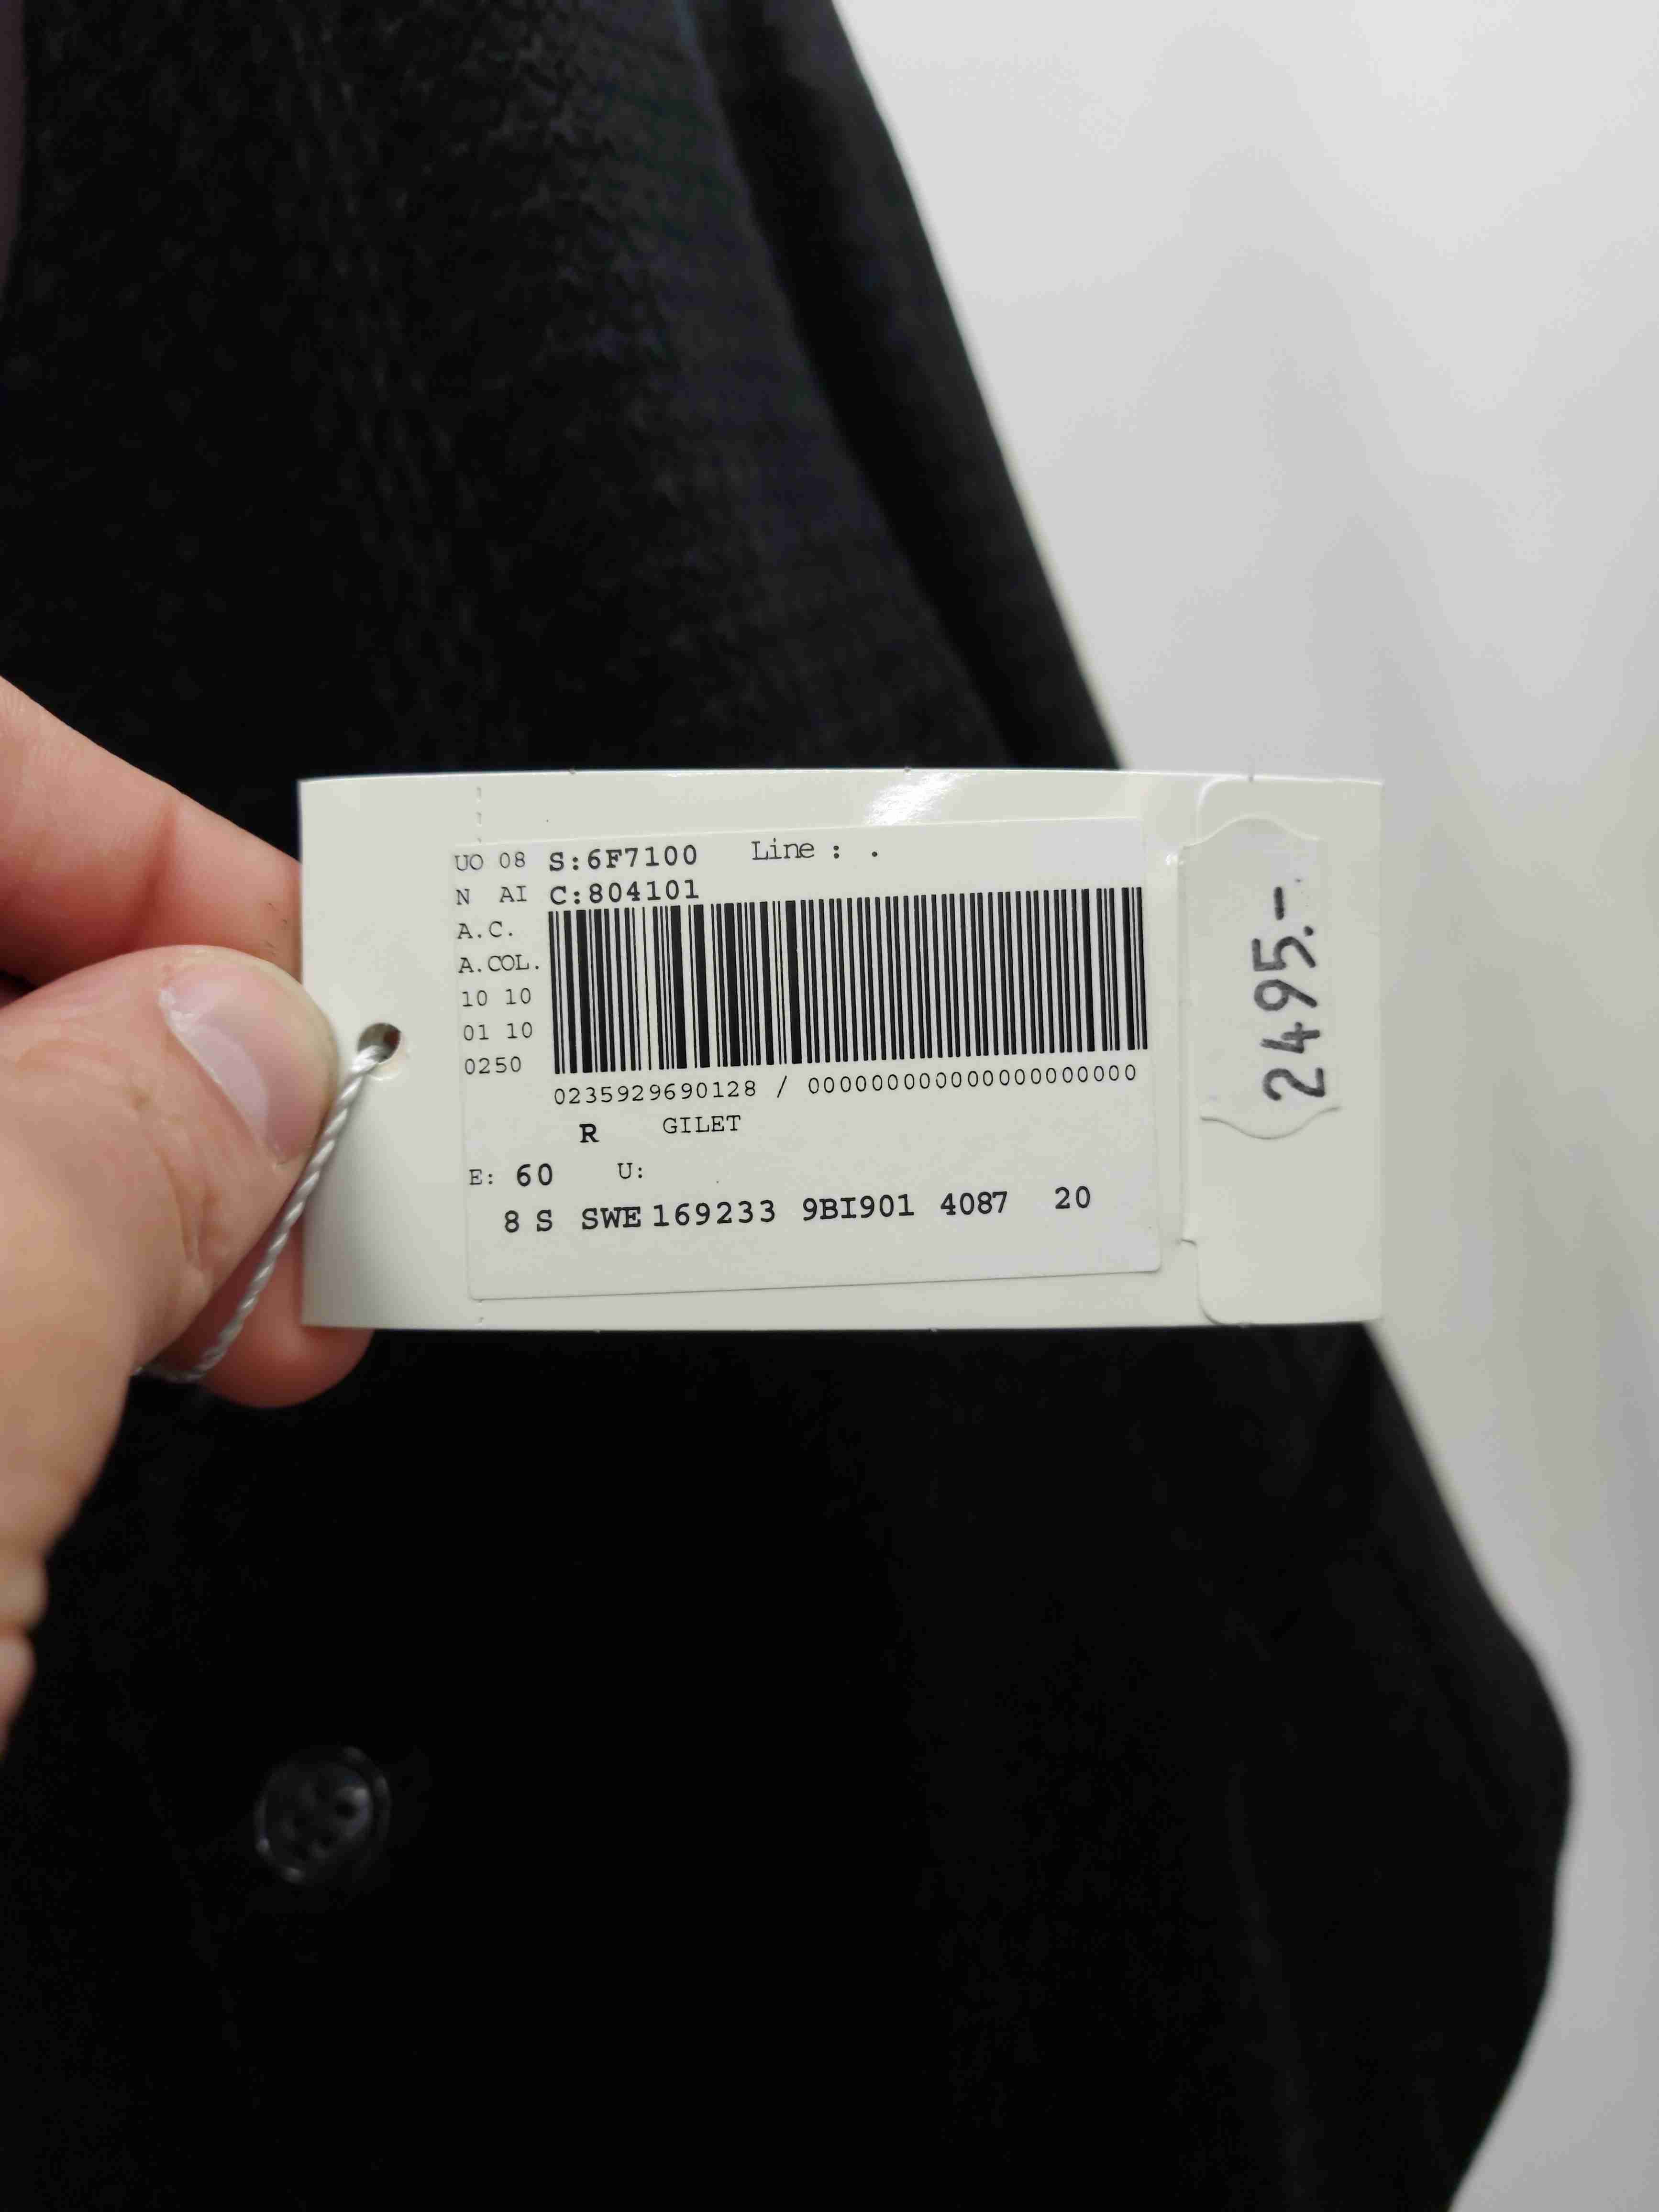 UO 08 S:6F7100 Line : .
N AI C:804101
A.C.
A.COL.
10 10
01 10
0250
0235929690128 / 000000000000000000000
R GILET
E: 60 U:
8 S SWE 169233 9BI901 4087 20
2495.-